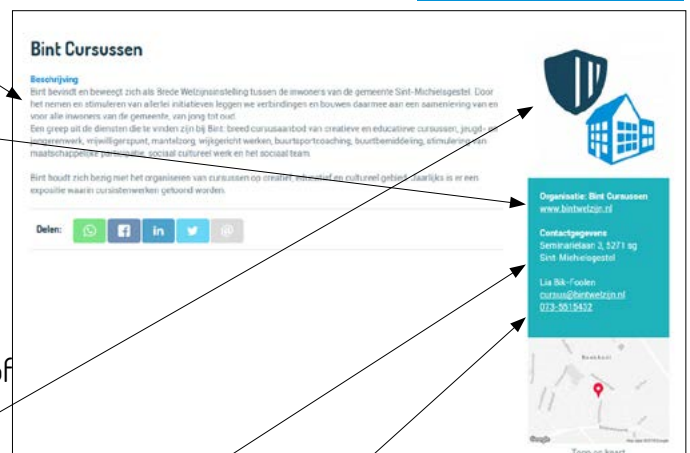 Bint Cursussen
Beschrijving
Bint bevindt en beweegt zich als Brede Welzijnsinstelling tussen de inwoners van de gemeente Sint-Michielsgestel. Door
het nemen en stimuleren van allerlei initiatieven leggen we verbindingen en bouwen daarmee aan een samenleving van en
voor alle inwoners van de gemeente, van jong tot oud.
Een greep uit de diensten die te vinden zijn bij Bint: breed cursusaanbod van creatieve en educatieve cursussen, jeugd- en
jongerenwerk, vrijwilligerspunt, mantelzorg, wijkgericht werken, buurtsportcoaching, buurtbemiddeling, stimulering van
maatschappelijke participatie, sociaal cultureel werk en het sociaal team.
Bint houdt zich bezig met het organiseren van cursussen op creatief, educatief en cultureel gebied. Jaarlijks is er een
expositie waarin cursistenwerken getoond worden.
Delen:
in
@
Organisatie: Bint Cursussen
www.bintwelzijn.nl
Contactgegevens
Seminarielaan 3, 5271 sg
Sint-Michielsgestel
Lia Bik-Foolen
cursus@bintwelzijn.nl
073-5515432
of
Google
Toon op kaart